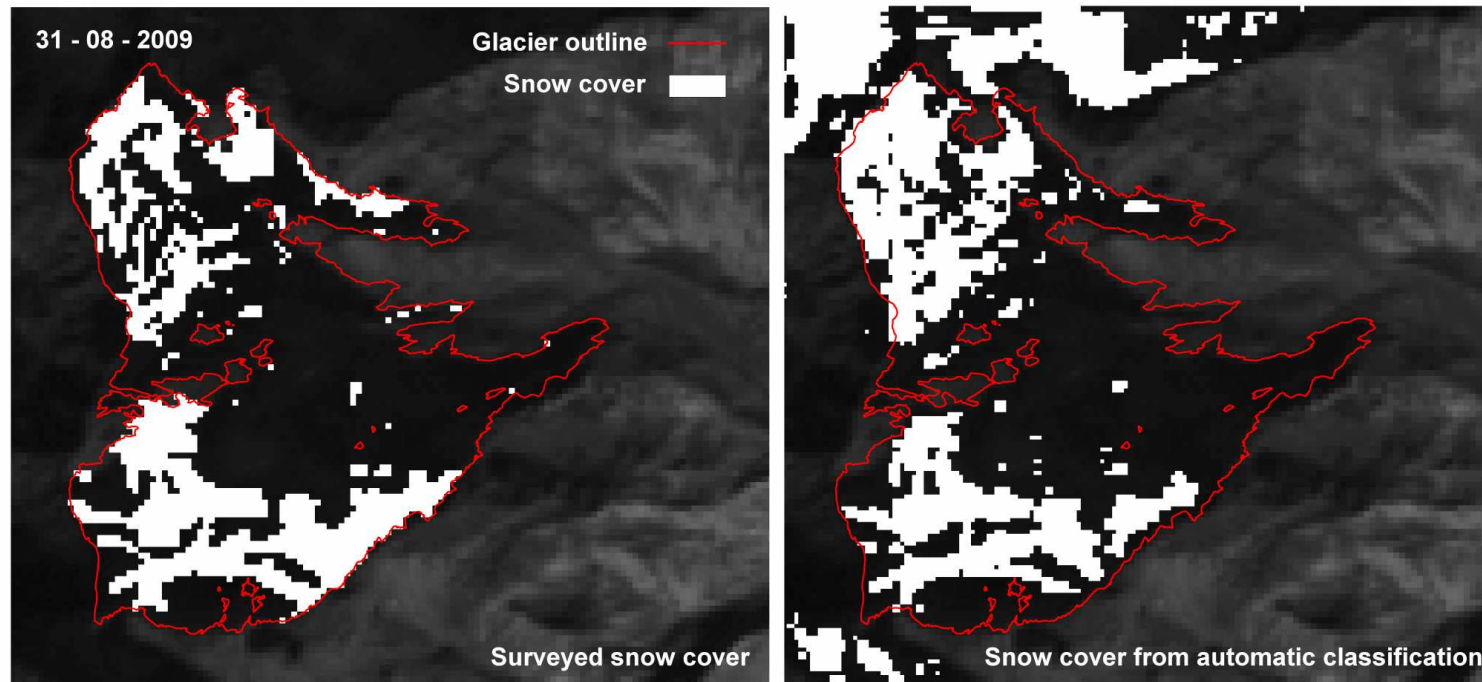 31 - 08 - 2009
Glacier outline
Snow cover
Surveyed snow cover
Snow cover from automatic classification